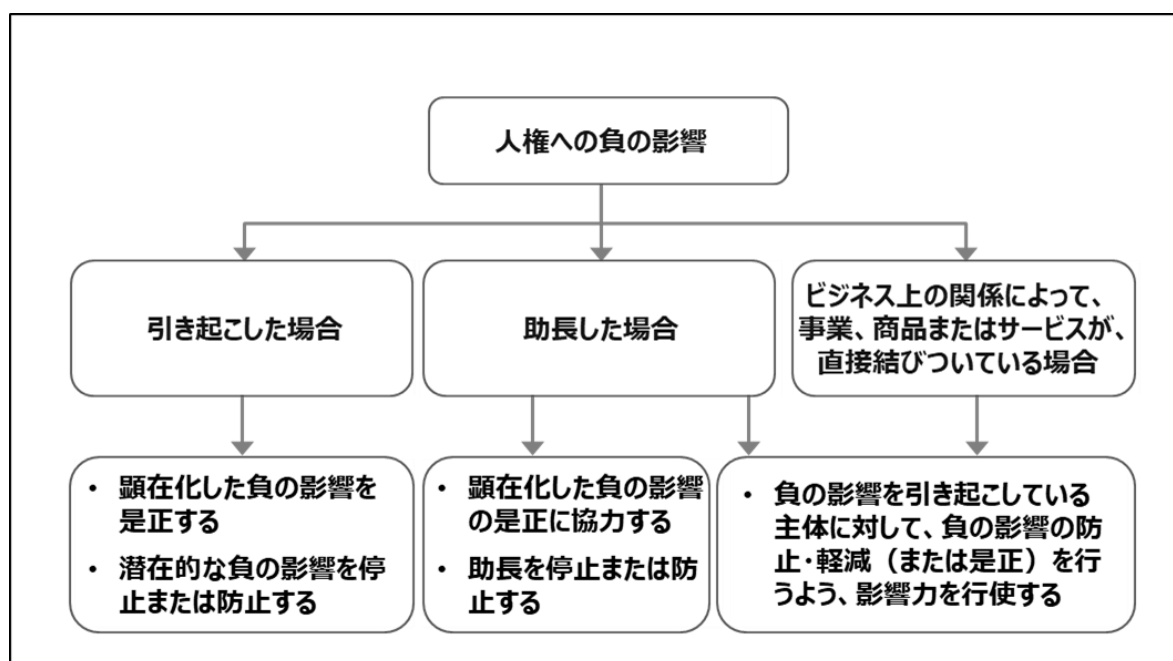 人権への負の影響
引き起こした場合
助長した場合
ビジネス上の関係によって、
事業、商品またはサービスが、
直接結びついている場合
• 顕在化した負の影響を
是正する
• 潜在的な負の影響を停
止または防止する
• 顕在化した負の影響
の是正に協力する
• 助長を停止または防
止する
• 負の影響を引き起こしている
主体に対して、負の影響の防
止・軽減（または是正）を行
うよう、影響力を行使する